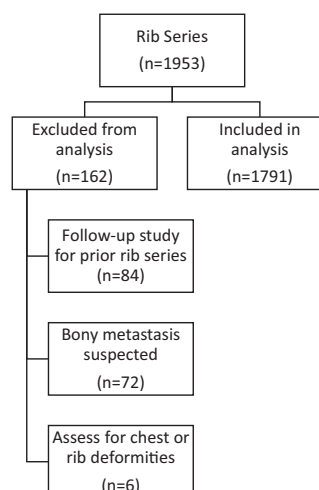 Rib Series
(n=1953)
Excluded from
analysis
(n=162)
Included in
analysis
(n=1791)
Follow-up study
for prior rib series
(n=84)
Bony metastasis
suspected
(n=72)
Assess for chest or
rib deformities
(n=6)